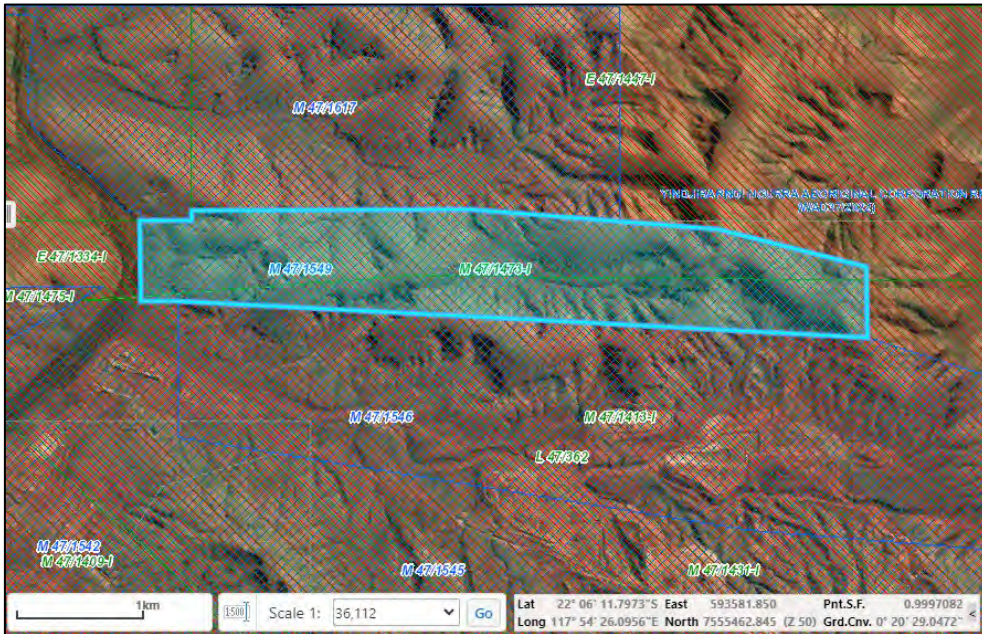 E 47/1447-I
M 47/1617
YINDJIBARNDI NGURRA ABORIGINAL CORPORATION R
E 47/1334-I
M 47/1549
M 47/1473-I
M 47/1475-I
M 47/1546
M 47/1413-I
L 47/362
M 47/1542
M 47/1409-I
M 47/1545
M 47/1431-I
1km
1500
Scale 1:
36,112
Go
Lat 22° 06' 11.7973"S East 593581.850 Pnt.S.F. 0.9997082
Long 117° 54' 26.0956"E North 7555462.845 (Z 50) Grd.Cnv. 0° 20' 29.0472"
<